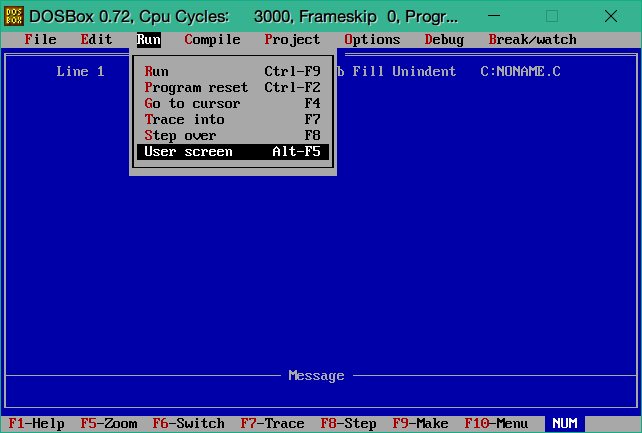 DOSBox 0.72, Cpu Cycles: 3000, Frameskip 0, Progr...
File Edit Run Compile Project Options Debug Break/watch
Line 1 b Fill Unindent C:NONAME.C
Run Ctrl-F9
Program reset Ctrl-F2
Go to cursor F4
Trace into F7
Step over F8
User screen Alt-F5
Message
F1-Help F5-Zoom F6-Switch F7-Trace F8-Step F9-Make F10-Menu NUM